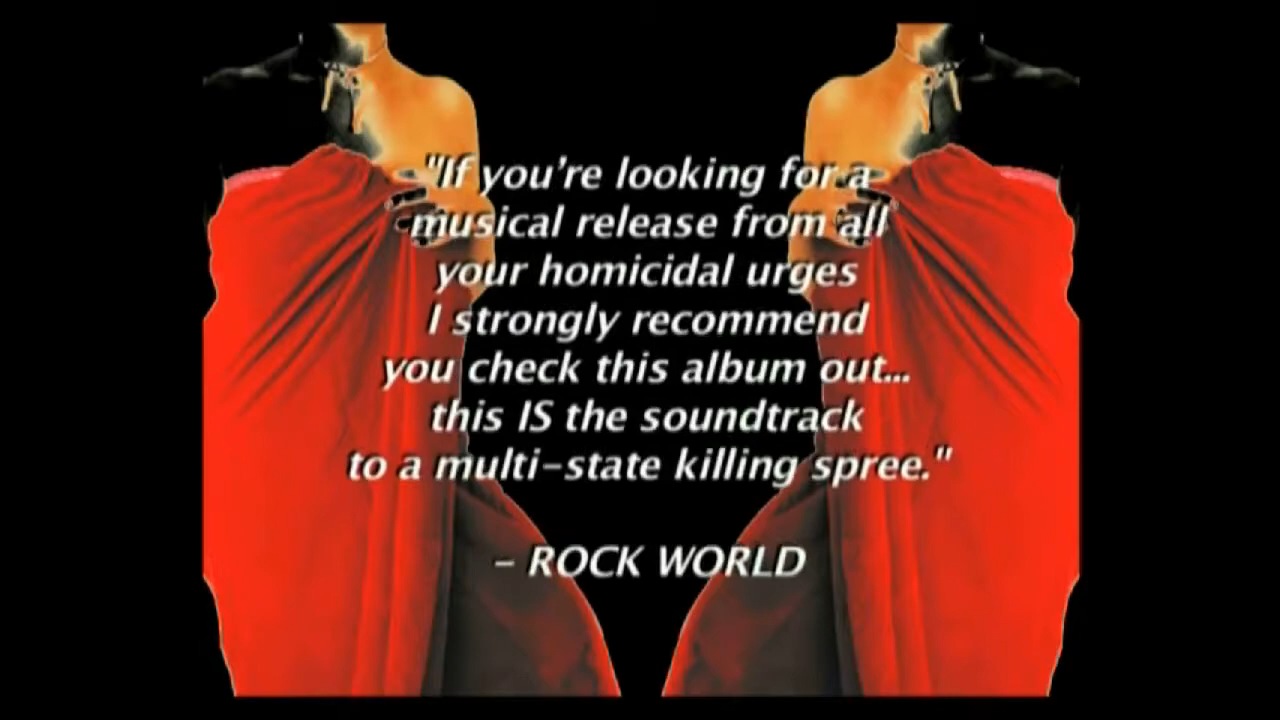 "If you’re looking for a
musical release from all
your homicidal urges
I strongly recommend
you check this album out...
this IS the soundtrack
to a multi-state killing spree."
- ROCK WORLD